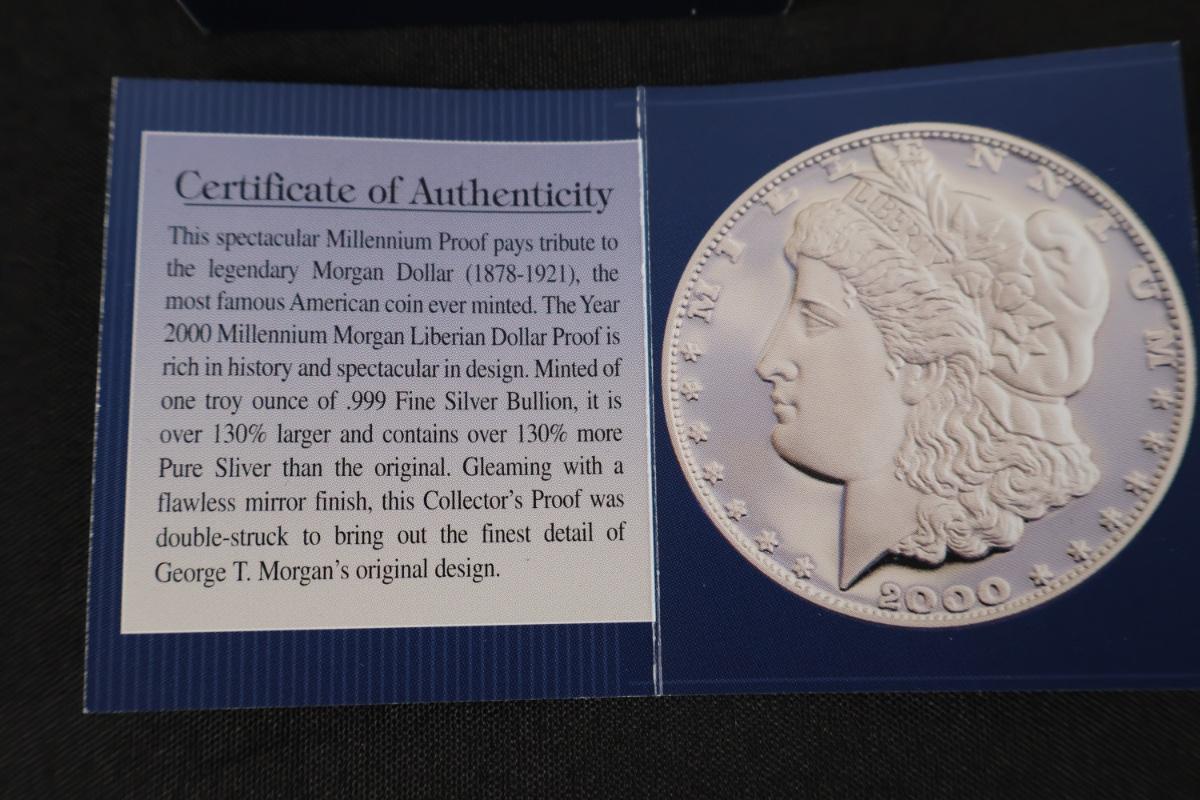 Certificate of Authenticity
This spectacular Millennium Proof pays tribute to
the legendary Morgan Dollar (1878-1921), the
most famous American coin ever minted. The Year
2000 Millennium Morgan Liberian Dollar Proof is
rich in history and spectacular in design. Minted of
one troy ounce of .999 Fine Silver Bullion, it is
over 130% larger and contains over 130% more
Pure Sliver than the original. Gleaming with a
flawless mirror finish, this Collector's Proof was
double-struck to bring out the finest detail of
George T. Morgan's original design.
MILLENNIUM
LIBERTY
2000